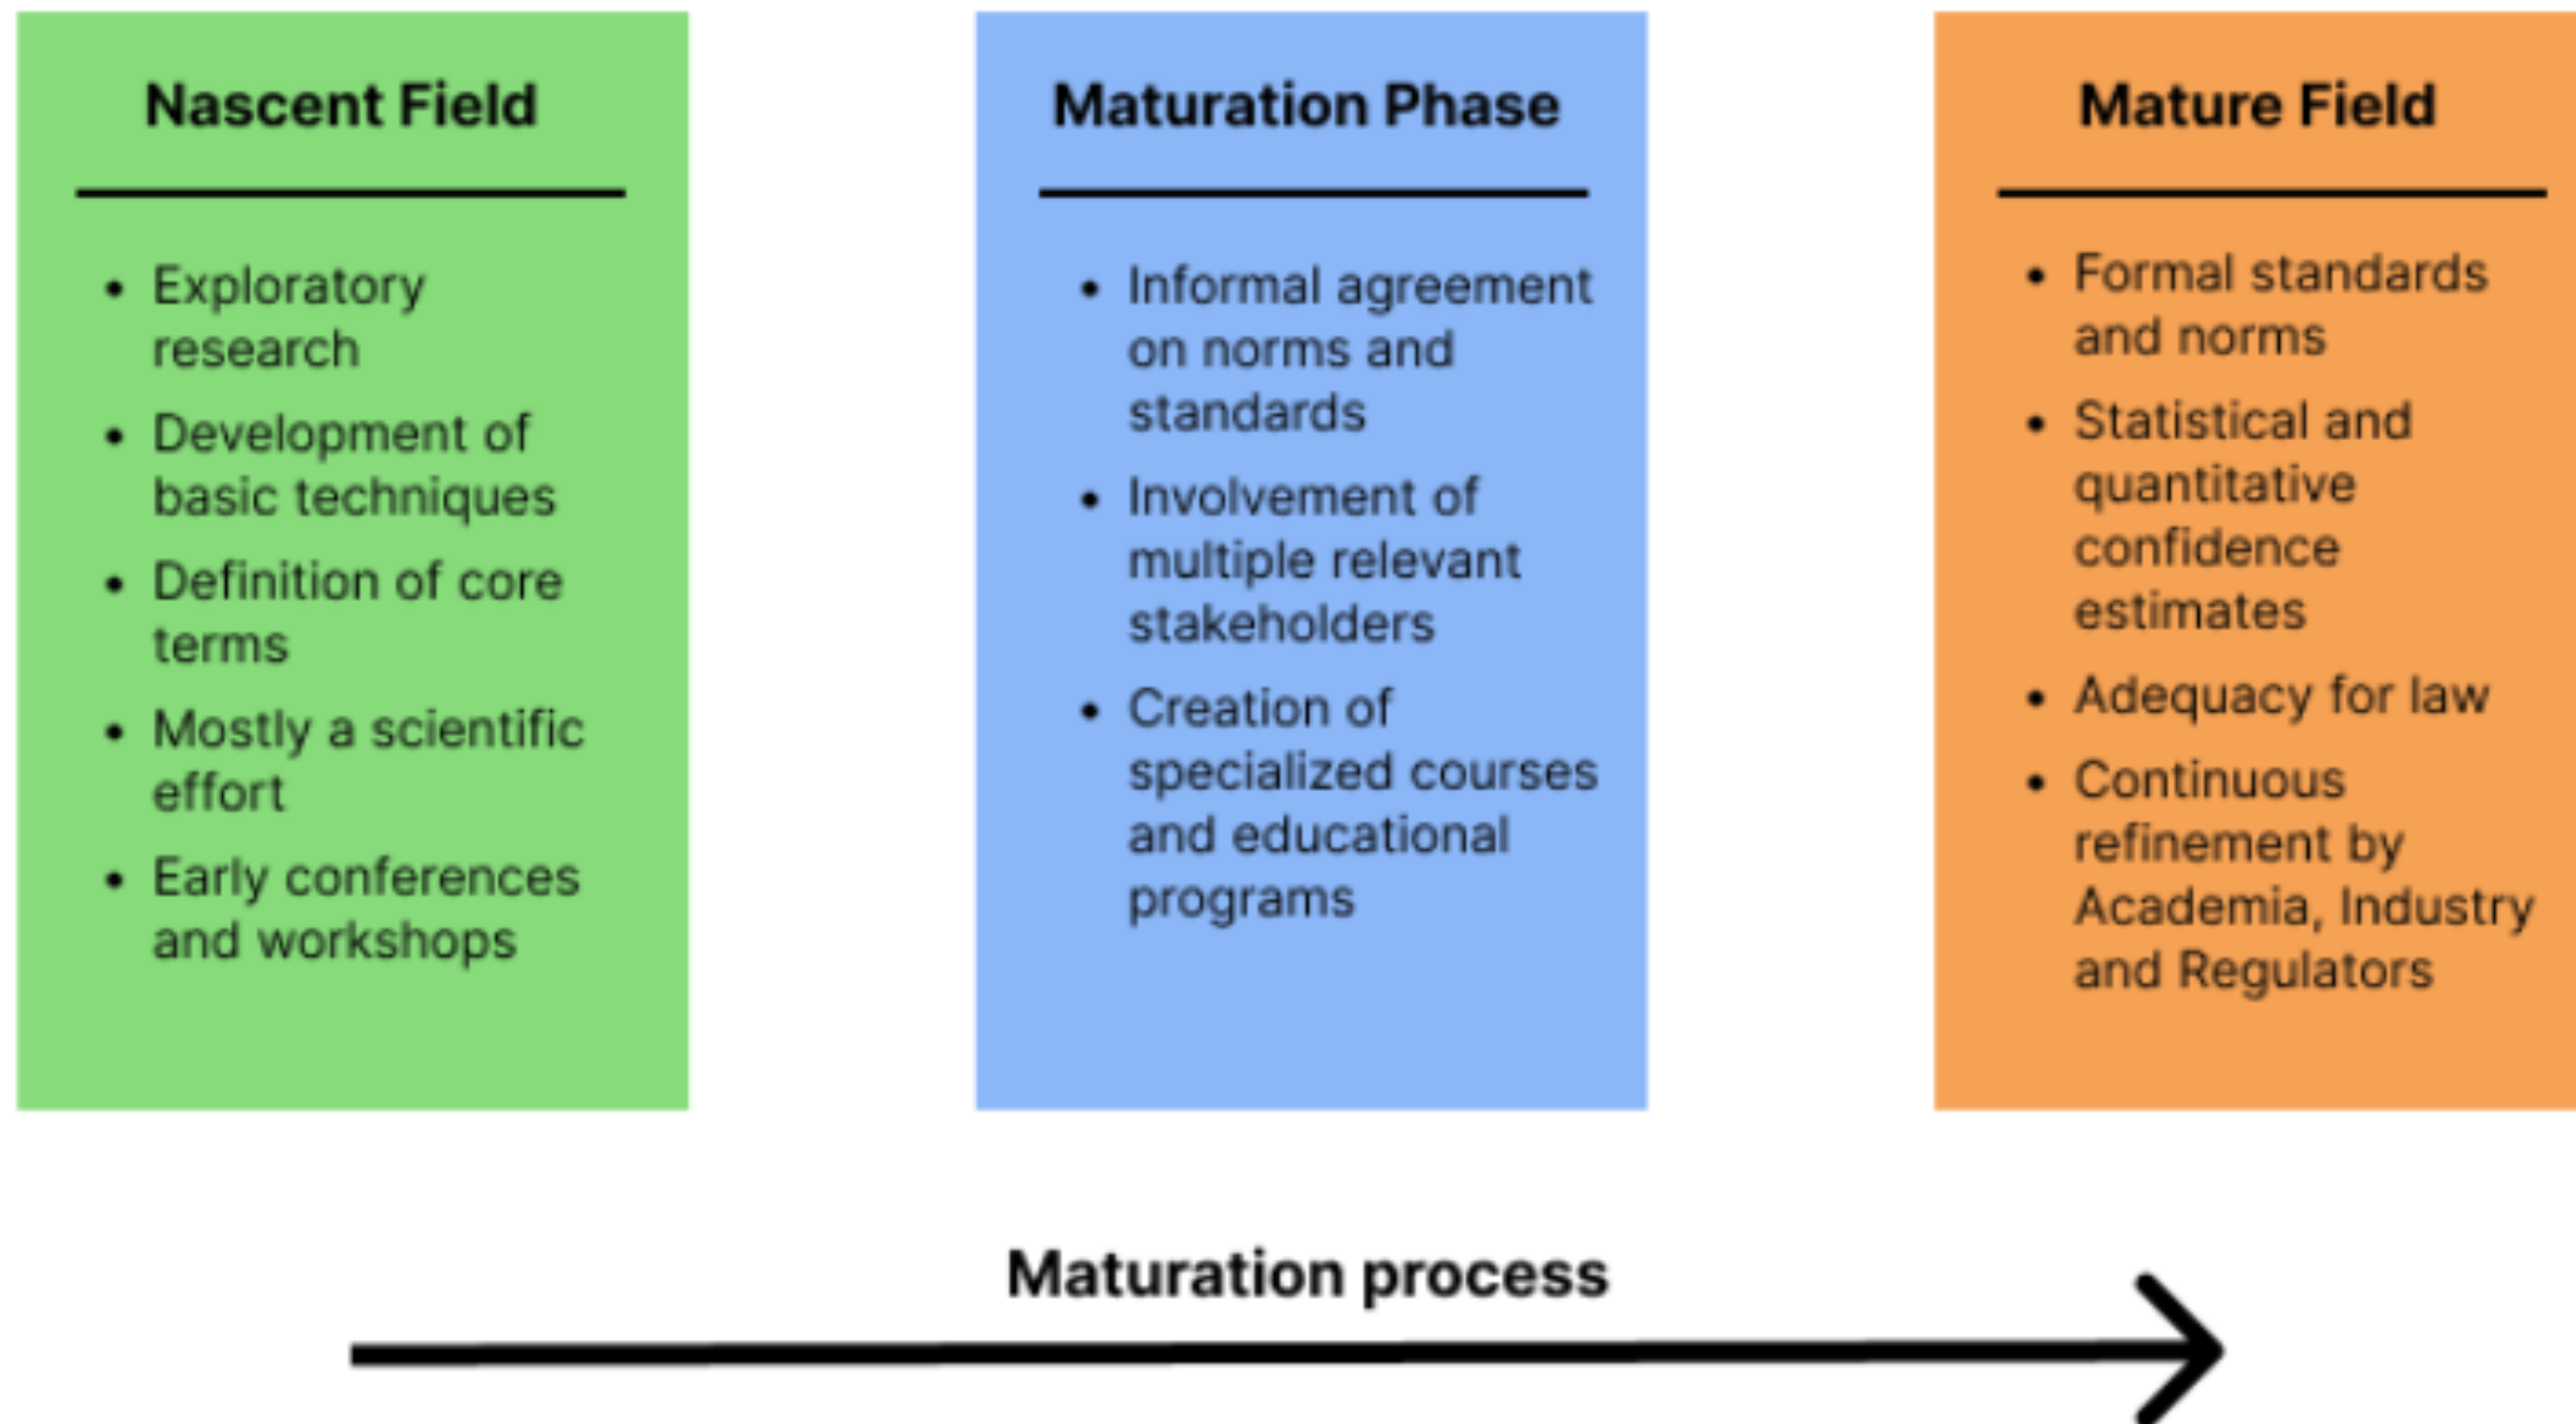 Nascent Field
• Exploratory
research
• Development of
basic techniques
• Definition of core
terms
• Mostly a scientific
effort
• Early conferences
and workshops
Maturation Phase
• Informal agreement
on norms and
standards
• Involvement of
multiple relevant
stakeholders
• Creation of
specialized courses
and educational
programs
Mature Field
• Formal standards
and norms
• Statistical and
quantitative
confidence
estimates
• Adequacy for law
• Continuous
refinement by
Academia, Industry
and Regulators
Maturation process